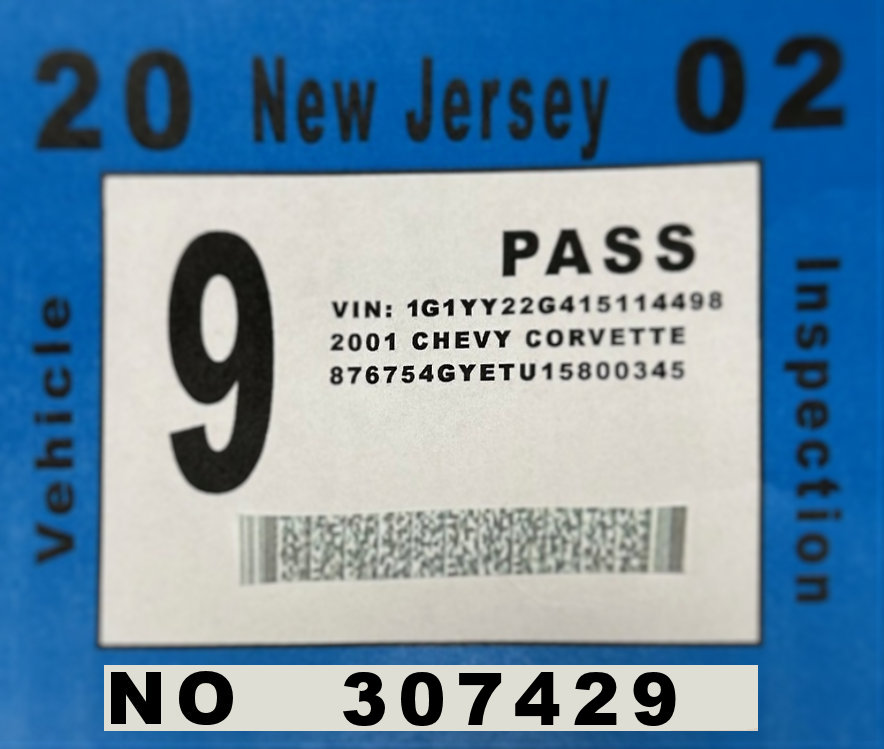 20 New Jersey 02
Vehicle
9
PASS
VIN: 1G1YY22G415114498
2001 CHEVY CORVETTE
876754GYETU15800345
Inspection
NO 307429